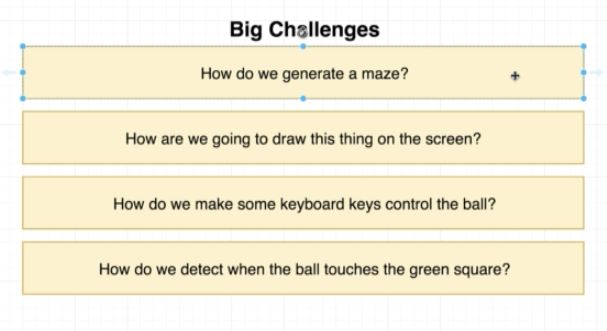 Big Challenges
How do we generate a maze?
How are we going to draw this thing on the screen?
How do we make some keyboard keys control the ball?
How do we detect when the ball touches the green square?